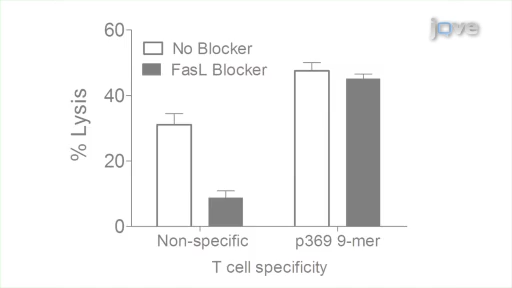 jove
60
No Blocker
FasL Blocker
40
% Lysis
20
0
Non-specific
p369 9-mer
T cell specificity